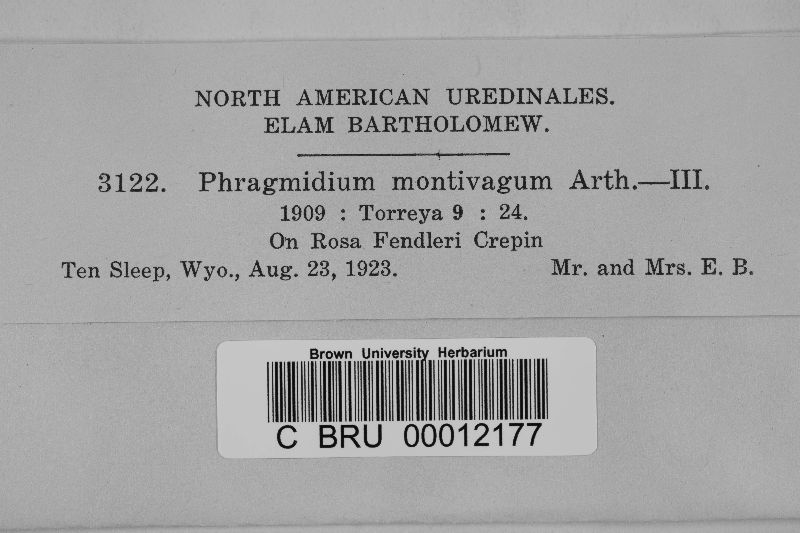 NORTH AMERICAN UREDINALES.
ELAM BARTHOLOMEW.
3122. Phragmidium montivagum Arth.—III.
1909 : Torreya 9 : 24.
On Rosa Fendleri Crepin
Ten Sleep, Wyo., Aug. 23, 1923. Mr. and Mrs. E. B.
Brown University Herbarium
C BRU 00012177